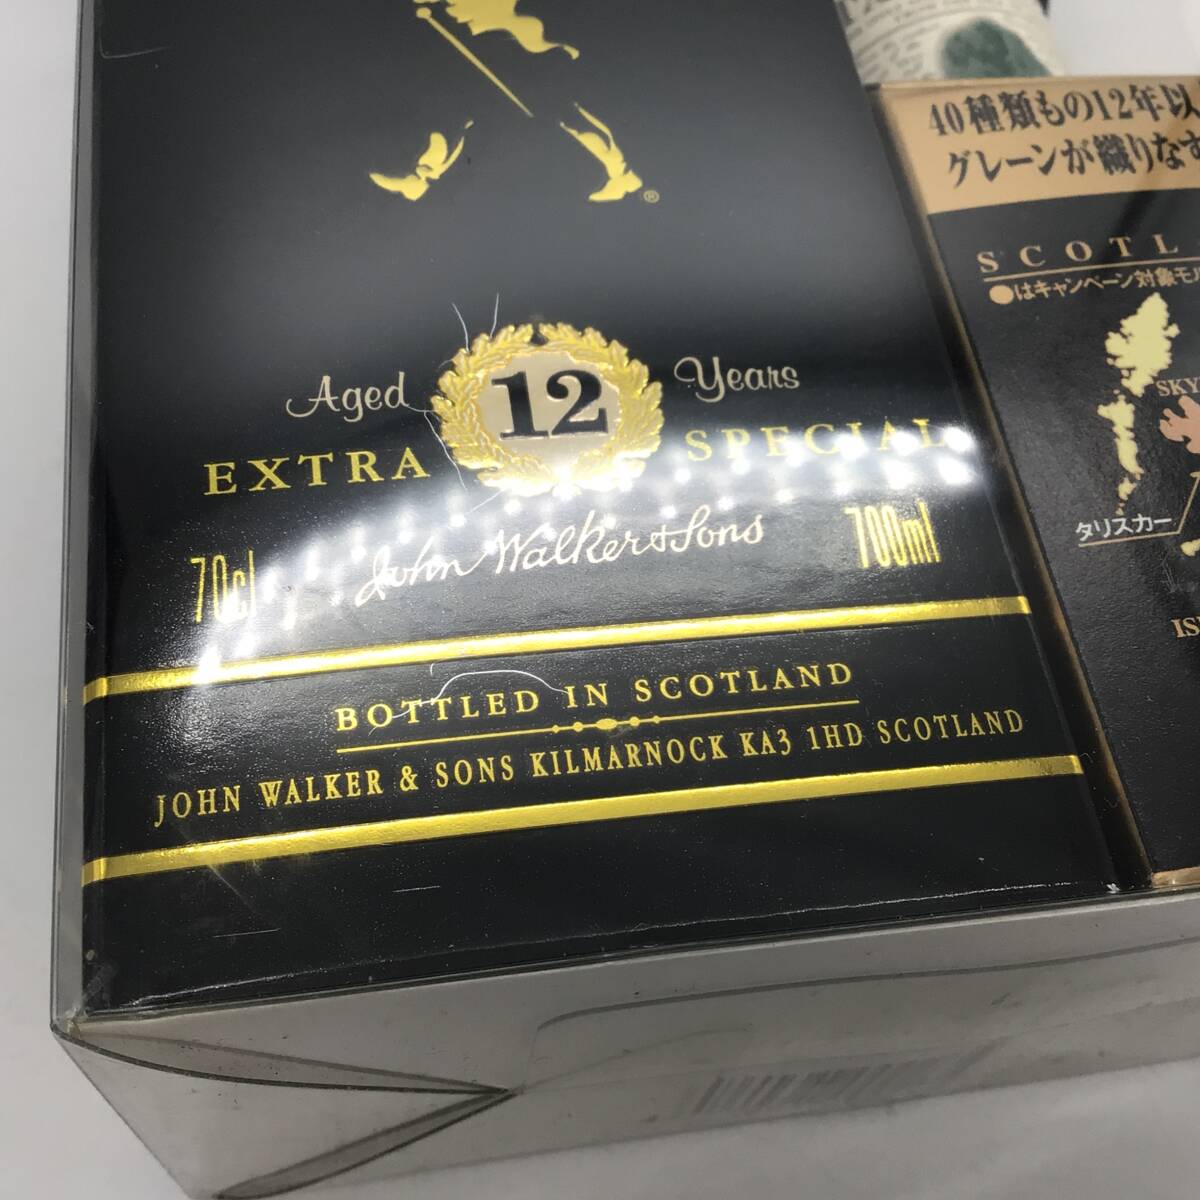 ®
Aged 12 Years
EXTRA SPECIAL
70cl John Walker & Sons 700ml
BOTTLED IN SCOTLAND
JOHN WALKER & SONS KILMARNOCK KA3 1HD SCOTLAND
40種類もの12年以
グレーンが織りなす
SCOTL
●はキャンペーン対象モル
SKY
タリスカー
IS